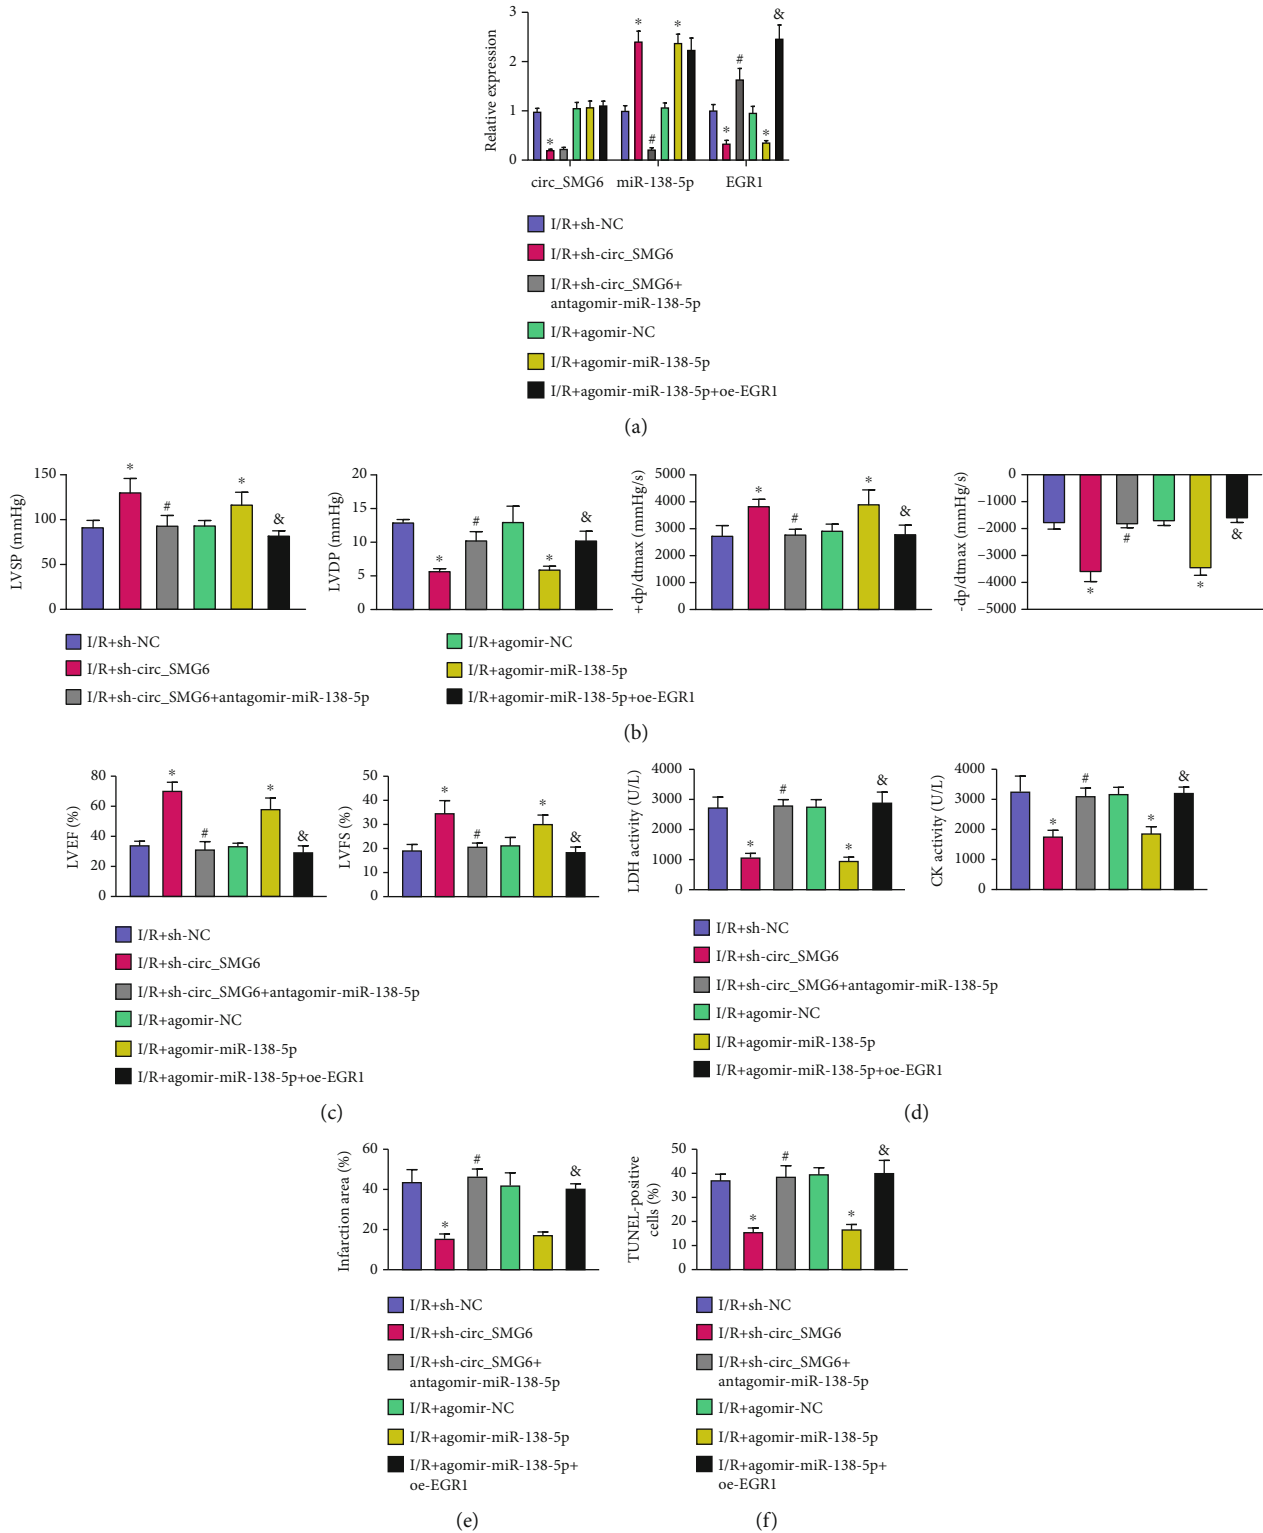 Relative expression
3
2
1
0
*
*
#
*
*
#
*
&
circ_SMG6 miR-138-5p EGR1
I/R+sh-NC
I/R+sh-circ_SMG6
I/R+sh-circ_SMG6+
antagomir-miR-138-5p
I/R+agomir-NC
I/R+agomir-miR-138-5p
I/R+agomir-miR-138-5p+oe-EGR1
(a)
LVSP (mmHg)
150
100
50
0
* # * &
LVDP (mmHg)
20
15
10
5
0
* # * &
+dp/dtmax (mmHg/s)
5000
4000
3000
2000
1000
0
* # * &
-dp/dtmax (mmHg/s)
0
−1000
−2000
−3000
−4000
−5000
* # * &
I/R+sh-NC
I/R+sh-circ_SMG6
I/R+sh-circ_SMG6+antagomir-miR-138-5p
I/R+agomir-NC
I/R+agomir-miR-138-5p
I/R+agomir-miR-138-5p+oe-EGR1
(b)
LVEF (%)
80
60
40
20
0
* # * &
LVFS (%)
50
40
30
20
10
0
* # * &
I/R+sh-NC
I/R+sh-circ_SMG6
I/R+sh-circ_SMG6+antagomir-miR-138-5p
I/R+agomir-NC
I/R+agomir-miR-138-5p
I/R+agomir-miR-138-5p+oe-EGR1
(c)
LDH activity (U/L)
4000
3000
2000
1000
0
* # * &
CK activity (U/L)
4000
3000
2000
1000
0
* # * &
I/R+sh-NC
I/R+sh-circ_SMG6
I/R+sh-circ_SMG6+antagomir-miR-138-5p
I/R+agomir-NC
I/R+agomir-miR-138-5p
I/R+agomir-miR-138-5p+oe-EGR1
(d)
Infarction area (%)
60
40
20
0
* # &
I/R+sh-NC
I/R+sh-circ_SMG6
I/R+sh-circ_SMG6+
antagomir-miR-138-5p
I/R+agomir-NC
I/R+agomir-miR-138-5p
I/R+agomir-miR-138-5p+
oe-EGR1
(e)
TUNEL-positive
cells (%)
50
40
30
20
10
0
* # * &
I/R+sh-NC
I/R+sh-circ_SMG6
I/R+sh-circ_SMG6+
antagomir-miR-138-5p
I/R+agomir-NC
I/R+agomir-miR-138-5p
I/R+agomir-miR-138-5p+
oe-EGR1
(f)